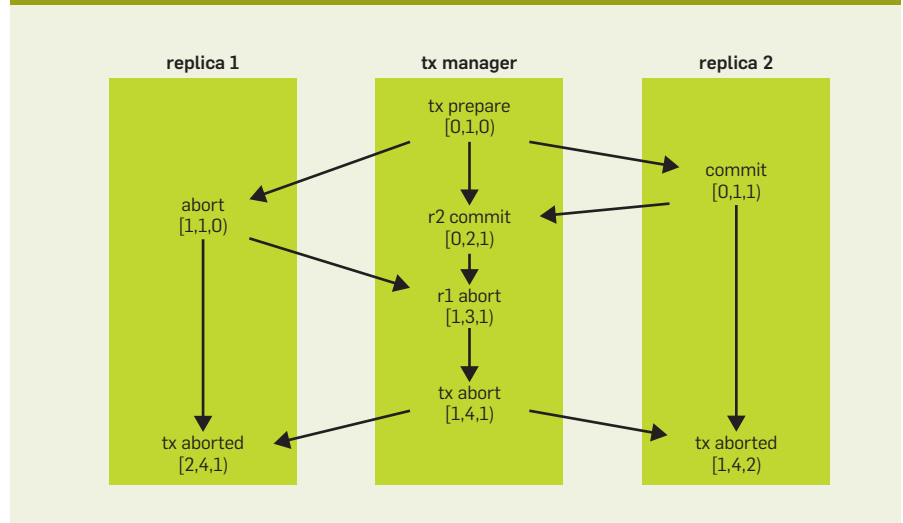 replica 1
tx manager
replica 2
tx prepare
[0,1,0)
commit
[0,1,1)
abort
[1,1,0)
r2 commit
[0,2,1)
r1 abort
[1,3,1)
tx abort
[1,4,1)
tx aborted
[2,4,1)
tx aborted
[1,4,2)